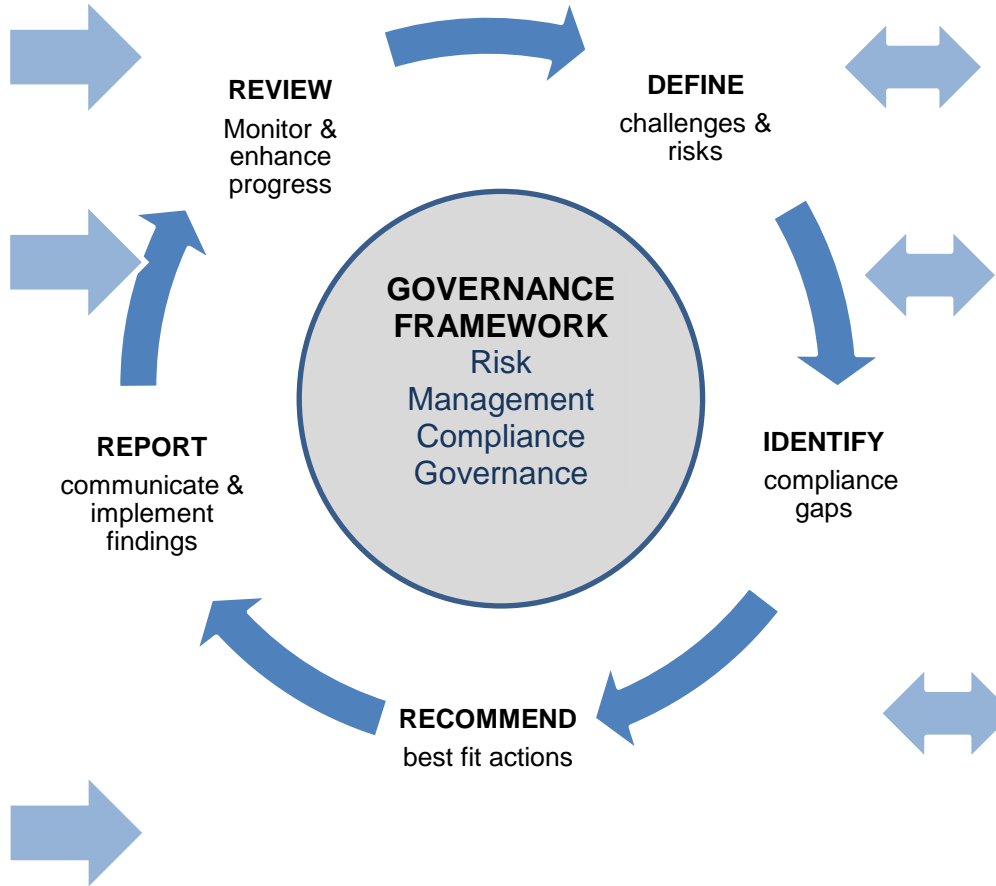 REVIEW
Monitor &
enhance
progress
DEFINE
challenges &
risks
GOVERNANCE
FRAMEWORK
Risk
Management
Compliance
Governance
REPORT
communicate &
implement
findings
IDENTIFY
compliance
gaps
RECOMMEND
best fit actions